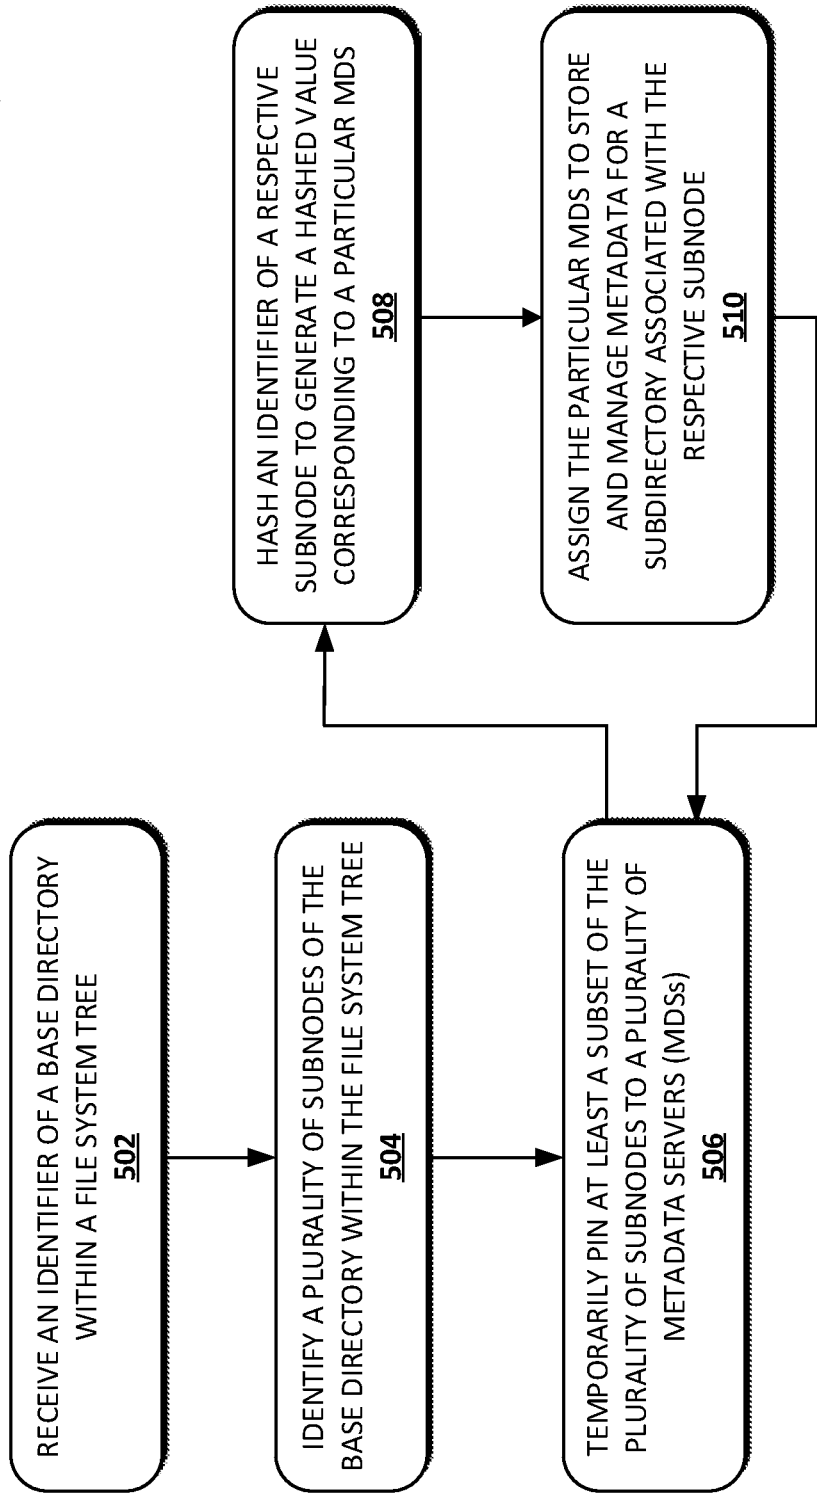 RECEIVE AN IDENTIFIER OF A BASE DIRECTORY
WITHIN A FILE SYSTEM TREE
502
IDENTIFY A PLURALITY OF SUBNODES OF THE
BASE DIRECTORY WITHIN THE FILE SYSTEM TREE
504
TEMPORARILY PIN AT LEAST A SUBSET OF THE
PLURALITY OF SUBNODES TO A PLURALITY OF
METADATA SERVERS (MDSs)
506
HASH AN IDENTIFIER OF A RESPECTIVE
SUBNODE TO GENERATE A HASHED VALUE
CORRESPONDING TO A PARTICULAR MDS
508
ASSIGN THE PARTICULAR MDS TO STORE
AND MANAGE METADATA FOR A
SUBDIRECTORY ASSOCIATED WITH THE
RESPECTIVE SUBNODE
510